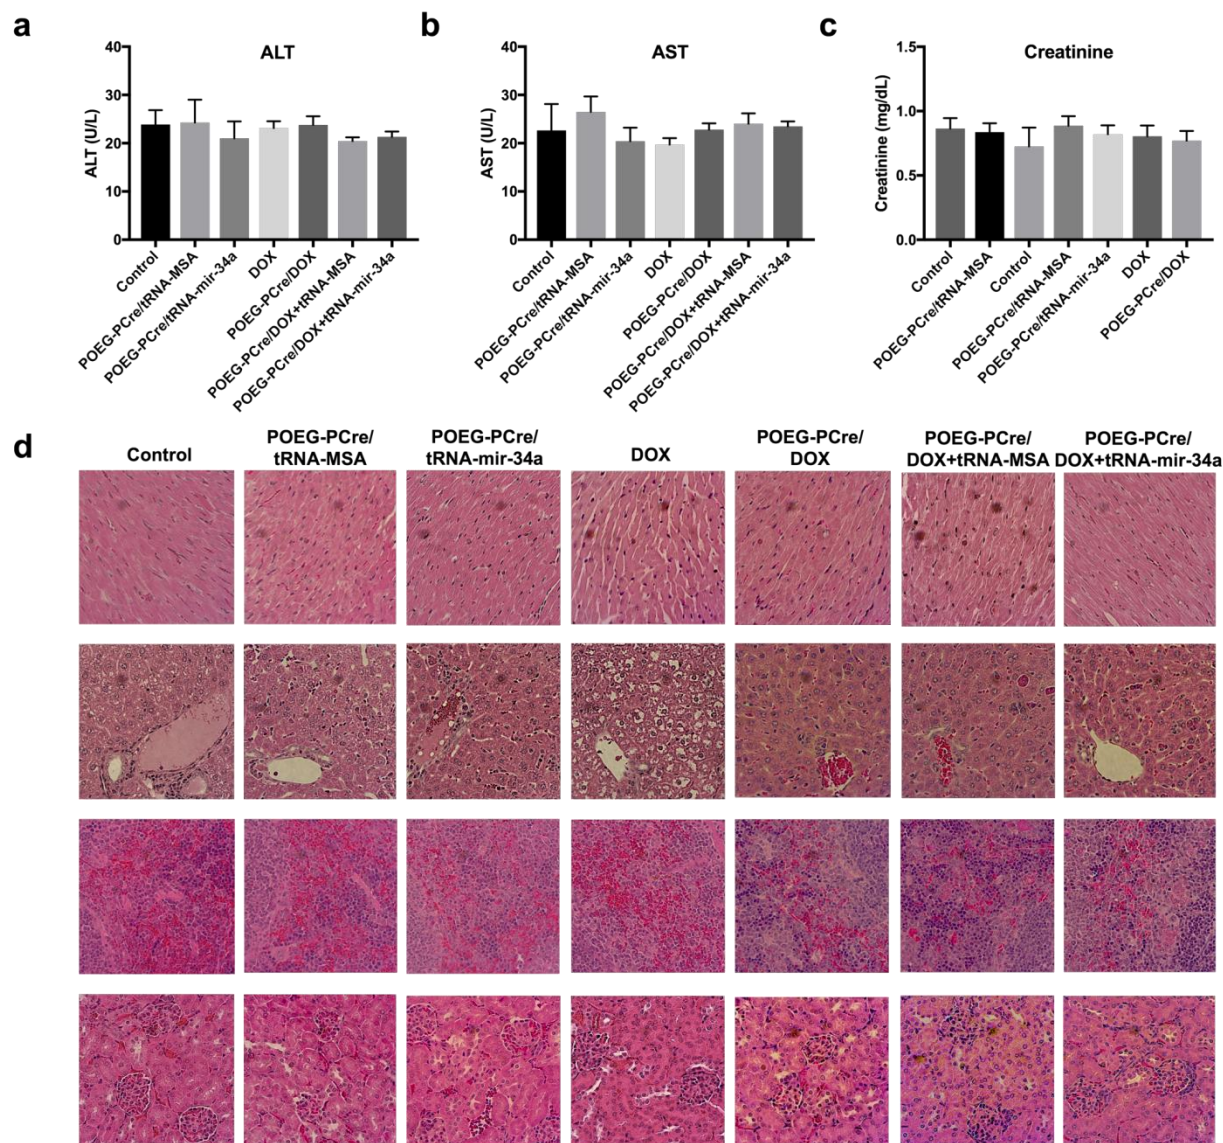 a
ALT
ALT (U/L)
40
30
20
10
0
Control
POEG-PCre/tRNA-MSA
POEG-PCre/tRNA-mir-34a
DOX
POEG-PCre/DOX
POEG-PCre/DOX+tRNA-MSA
POEG-PCre/DOX+tRNA-mir-34a
b
AST
AST (U/L)
40
30
20
10
0
Control
POEG-PCre/tRNA-MSA
POEG-PCre/tRNA-mir-34a
DOX
POEG-PCre/DOX
POEG-PCre/DOX+tRNA-MSA
POEG-PCre/DOX+tRNA-mir-34a
c
Creatinine
Creatinine (mg/dL)
1.5
1.0
0.5
0.0
Control
POEG-PCre/tRNA-MSA
Control
POEG-PCre/tRNA-MSA
POEG-PCre/tRNA-mir-34a
DOX
POEG-PCre/DOX
d
Control
POEG-PCre/
tRNA-MSA
POEG-PCre/
tRNA-mir-34a
DOX
POEG-PCre/
DOX
POEG-PCre/
DOX+tRNA-MSA
POEG-PCre/
DOX+tRNA-mir-34a